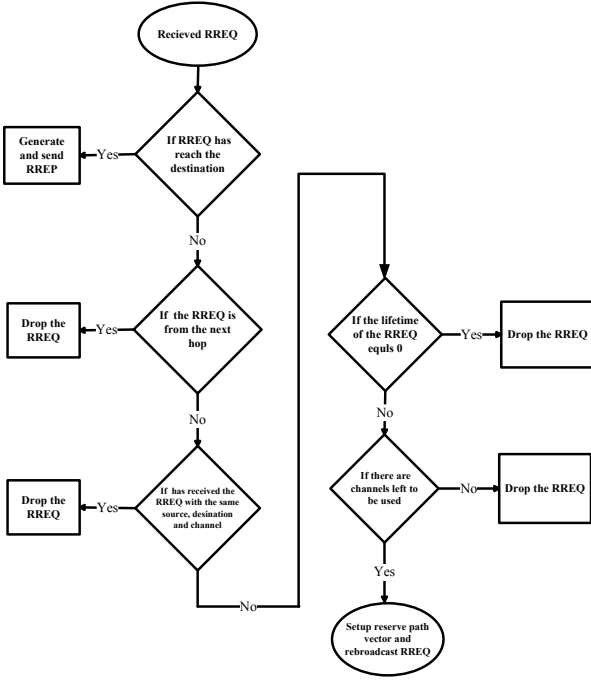 Recieved RREQ
If RREQ has
reach the
destination
Yes
Generate
and send
RREP
No
If the RREQ is
from the next
hop
Yes
Drop the
RREQ
No
If has received the
RREQ with the same
source, desination
and channel
Yes
Drop the
RREQ
No
If the lifetime
of the RREQ
equls 0
Yes
Drop the RREQ
No
If there are
channels left to
be used
No
Drop the RREQ
Yes
Setup reserve path
vector and
rebroadcast RREQ